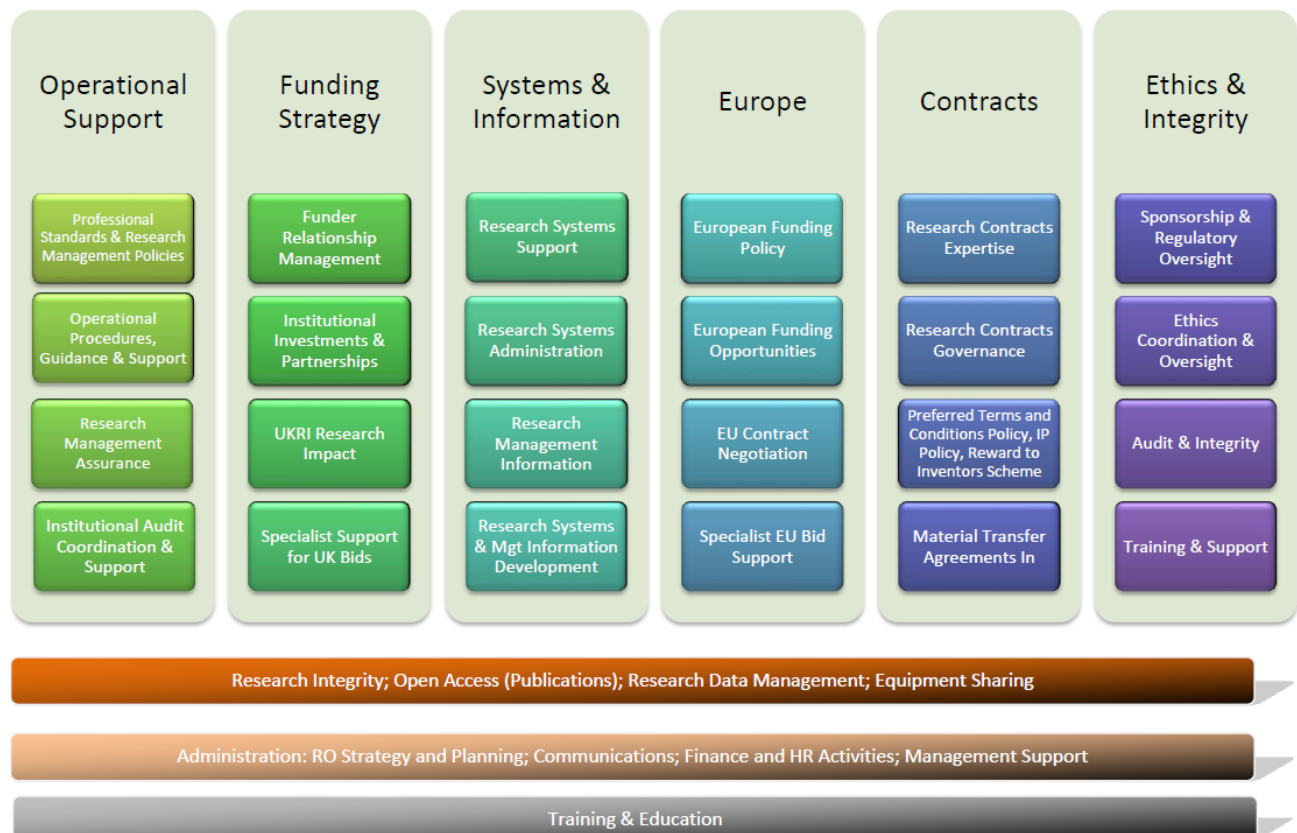 Operational
Support
Professional
Standards & Research
Management Policies
Operational
Procedures,
Guidance & Support
Research
Management
Assurance
Institutional Audit
Coordination &
Support
Funding
Strategy
Funder
Relationship
Management
Institutional
Investments &
Partnerships
UKRI Research
Impact
Specialist Support
for UK Bids
Systems &
Information
Research Systems
Support
Research Systems
Administration
Research
Management
Information
Research Systems
& Mgt Information
Development
Europe
European Funding
Policy
European Funding
Opportunities
EU Contract
Negotiation
Specialist EU Bid
Support
Contracts
Research Contracts
Expertise
Research Contracts
Governance
Preferred Terms and
Conditions Policy, IP
Policy, Reward to
Inventors Scheme
Material Transfer
Agreements In
Ethics &
Integrity
Sponsorship &
Regulatory
Oversight
Ethics
Coordination &
Oversight
Audit & Integrity
Training & Support
Research Integrity; Open Access (Publications); Research Data Management; Equipment Sharing
Administration: RO Strategy and Planning; Communications; Finance and HR Activities; Management Support
Training & Education